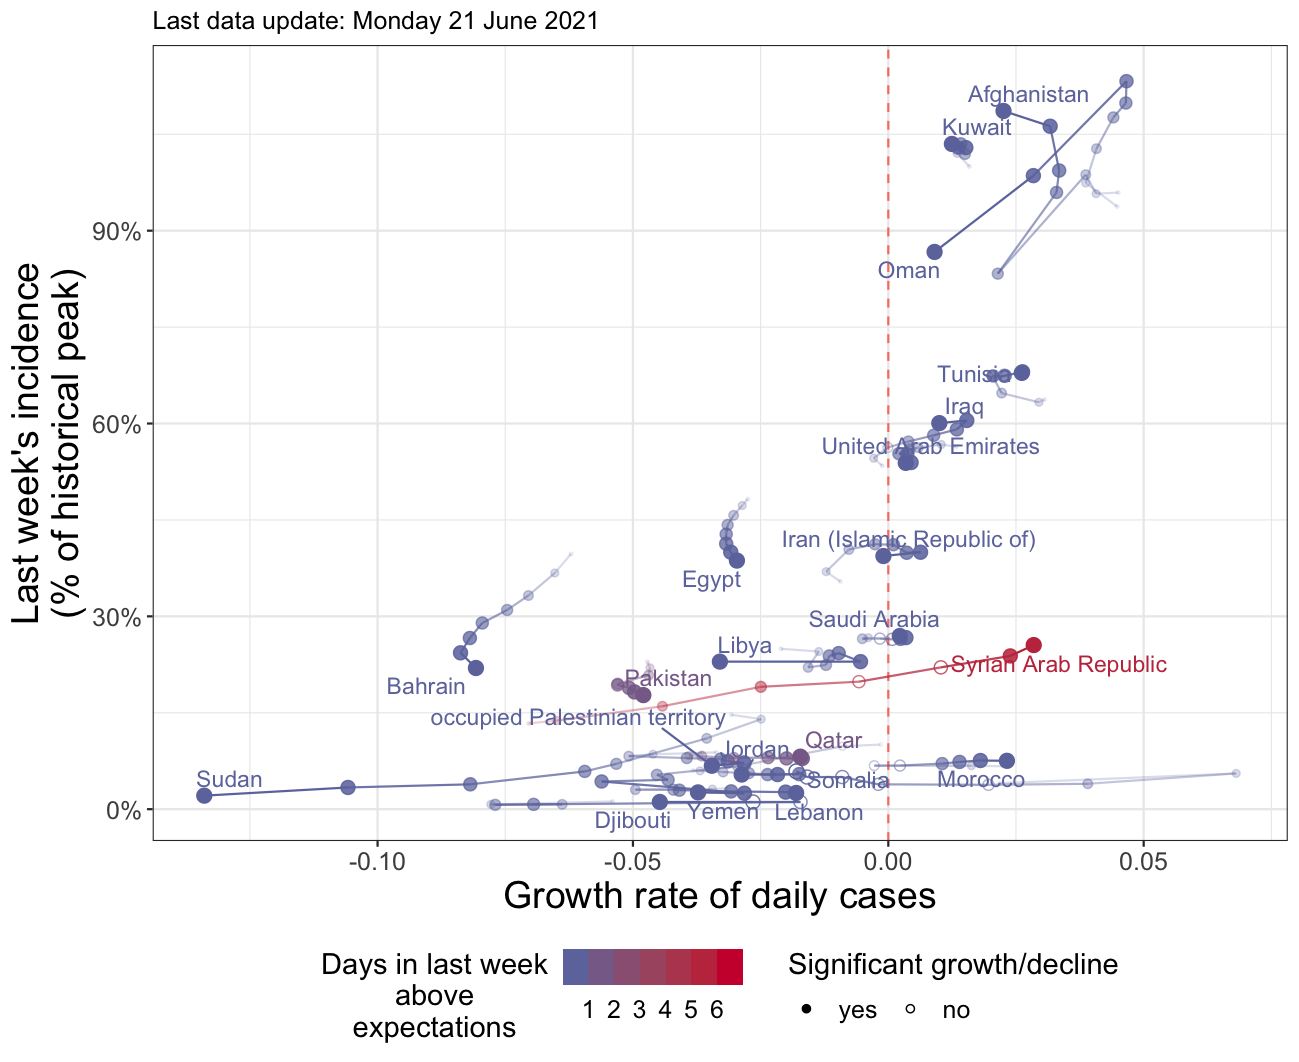 Last data update: Monday 21 June 2021
Last week's incidence
(% of historical peak)
90%
60%
30%
0%
Afghanistan
Kuwait
Oman
Tunisia
Iraq
United Arab Emirates
Iran (Islamic Republic of)
Egypt
Saudi Arabia
Libya
Syrian Arab Republic
Bahrain
Pakistan
occupied Palestinian territory
Qatar
Jordan
Sudan
Somalia
Morocco
Djibouti
Yemen
Lebanon
-0.10
-0.05
0.00
0.05
Growth rate of daily cases
Days in last week
above
expectations
1 2 3 4 5 6
Significant growth/decline
yes
no